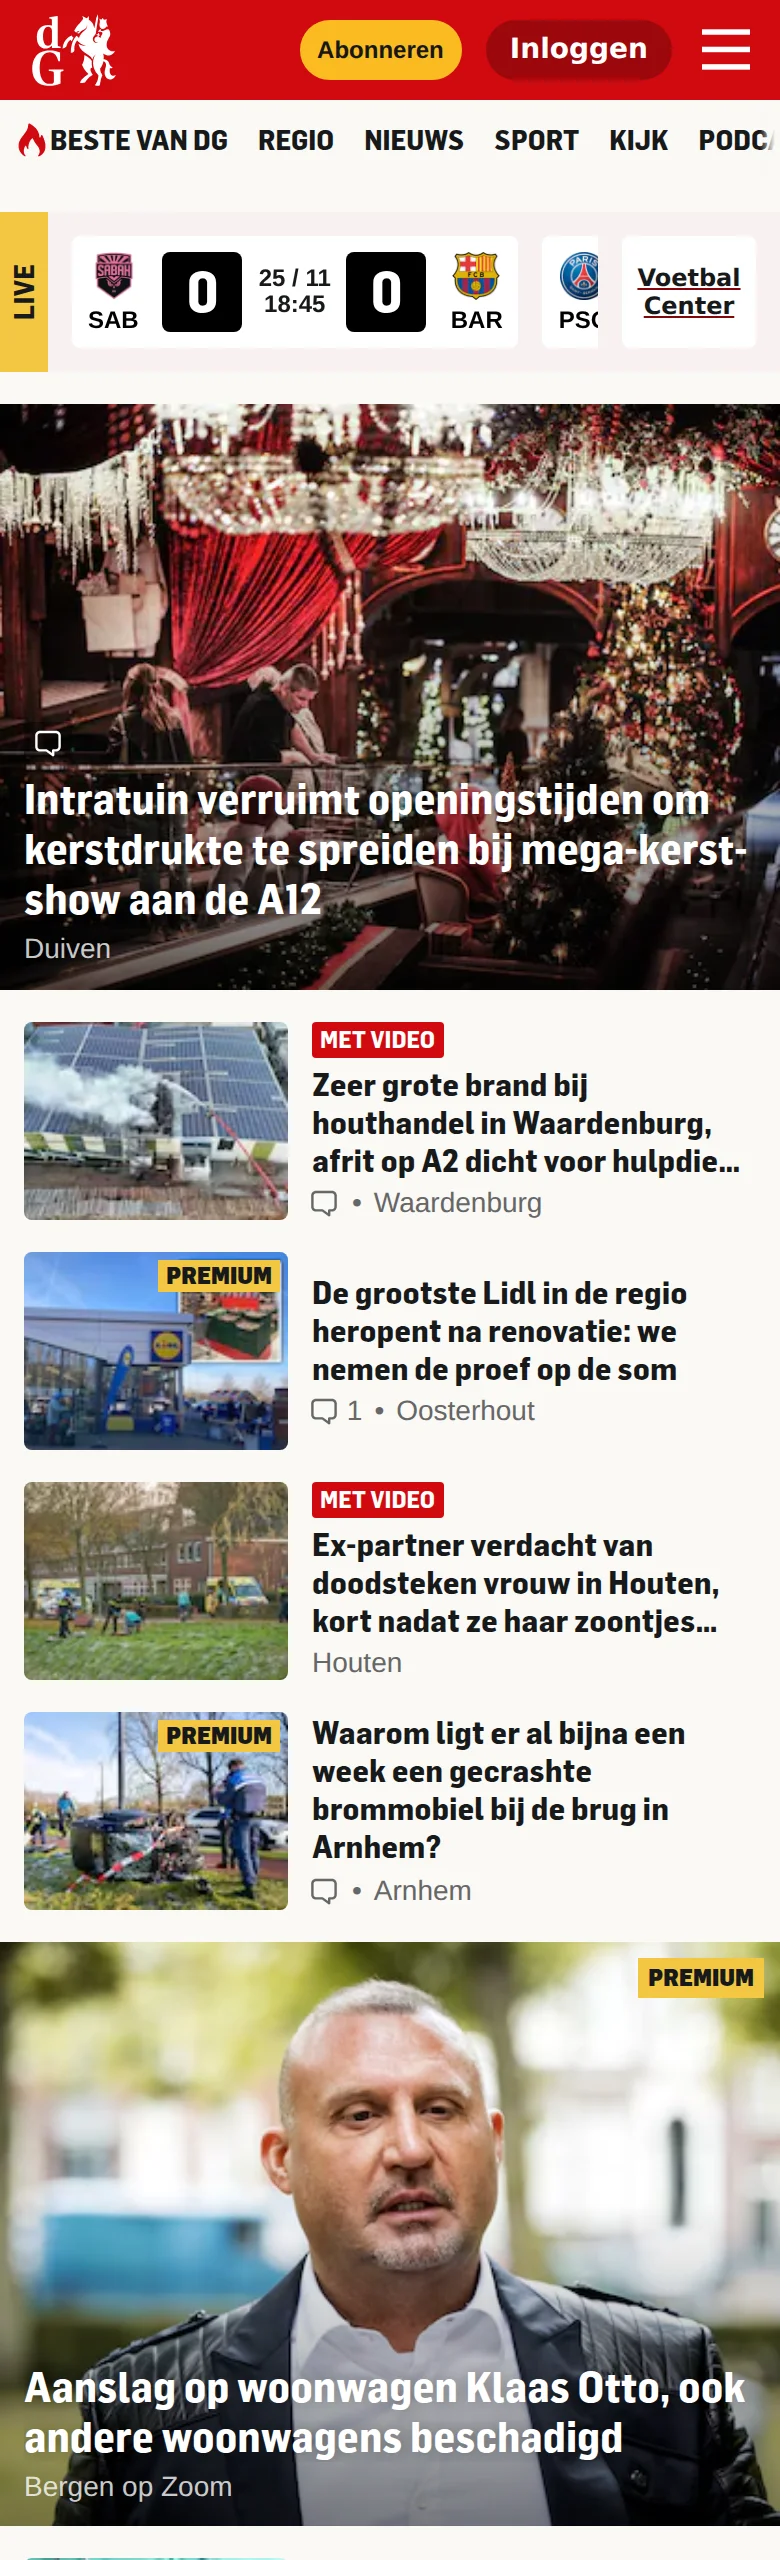 dG
Abonneren
Inloggen
BESTE VAN DG REGIO NIEUWS SPORT KIJK PODCA
LIVE
SABAH
SAB
0
25 / 11
18:45
0
FCB
BAR
PARIS
PSG
Voetbal
Center
Intratuin verruimt openingstijden om
kerstdrukte te spreiden bij mega-kerst-
show aan de A12
Duiven
MET VIDEO
Zeer grote brand bij
houthandel in Waardenburg,
afrit op A2 dicht voor hulpdie...
• Waardenburg
PREMIUM
LIDL
De grootste Lidl in de regio
heropent na renovatie: we
nemen de proef op de som
1 • Oosterhout
MET VIDEO
Ex-partner verdacht van
doodsteken vrouw in Houten,
kort nadat ze haar zoontjes...
Houten
PREMIUM
Waarom ligt er al bijna een
week een gecrashte
brommobiel bij de brug in
Arnhem?
• Arnhem
PREMIUM
Aanslag op woonwagen Klaas Otto, ook
andere woonwagens beschadigd
Bergen op Zoom